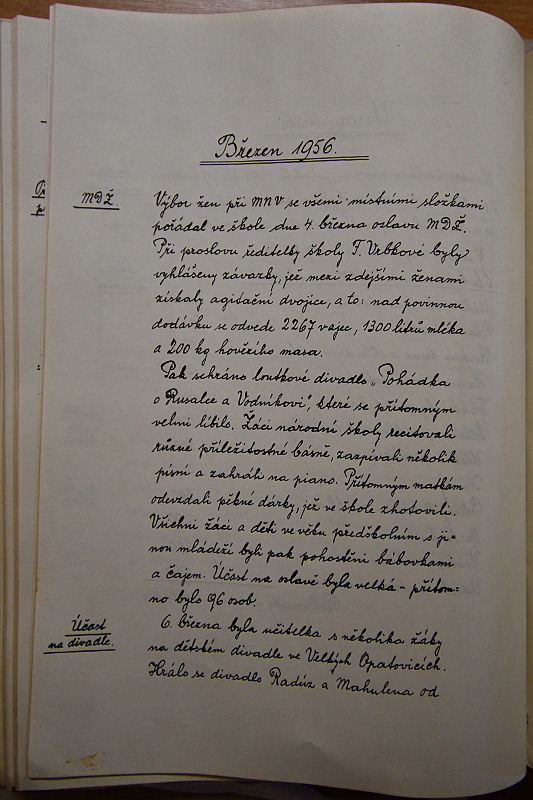 Březen 1956.
MDŽ.
Výbor žen při MNV se všemi místními složkami
pořádal ve škole dne 4. března oslavu MDŽ.
Při proslovu ředitelky školy F. Vrbkové byly
vyhlášeny závazky, jež mezi zdejšími ženami
získaly agitační dvojice, a to: nad povinnou
dodávku se odvede 2267 vajec, 1300 litrů mléka
a 200 kg hovězího masa.
Pak sehráno loutkové divadlo „Pohádka
o Rusalce a Vodníkovi", které se přítomným
velmi líbilo. Žáci národní školy recitovali
různé příležitostné básně, zazpívali několik
písní a zahráli na piano. Přítomným matkám
odevzdali pěkné dárky, jež ve škole zhotovili.
Všichni žáci a děti ve věku předškolním s ji=
nou mládeží byli pak pohoštěni bábovkami
a čajem. Účast na oslavě byla velká – přítom=
no bylo 96 osob.
Účast
na divadle.
6. března byla učitelka s několika žáky
na dětském divadle ve Velkých Opatovicích.
Hrálo se divadlo Radúz a Mahulena od